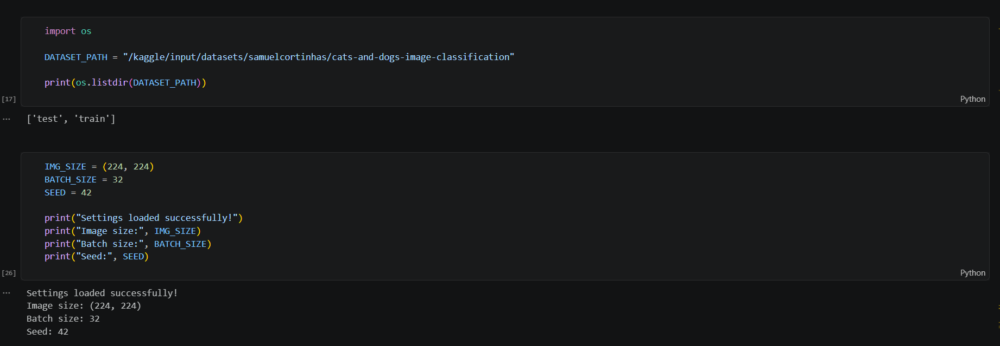 import os
DATASET_PATH = "/kaggle/input/datasets/samuelcortinhas/cats-and-dogs-image-classification"
print(os.listdir(DATASET_PATH))
[17]
Python
...
['test', 'train']
IMG_SIZE = (224, 224)
BATCH_SIZE = 32
SEED = 42
print("Settings loaded successfully!")
print("Image size:", IMG_SIZE)
print("Batch size:", BATCH_SIZE)
print("Seed:", SEED)
[26]
Python
...
Settings loaded successfully!
Image size: (224, 224)
Batch size: 32
Seed: 42